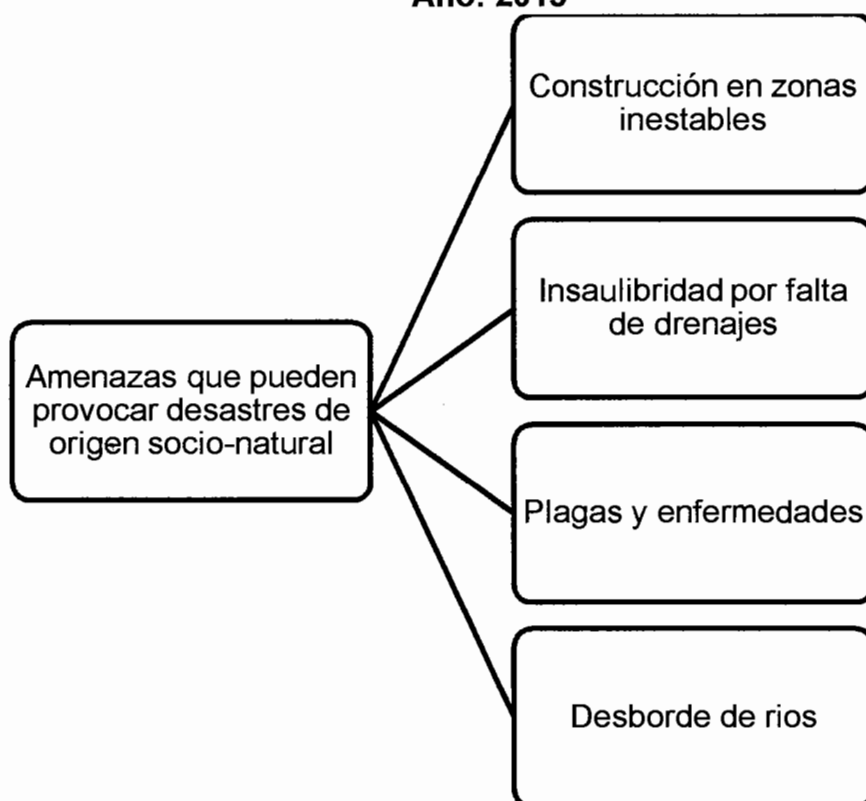 Construcción en zonas
inestables
Insaulibridad por falta
de drenajes
Amenazas que pueden
provocar desastres de
origen socio-natural
Plagas y enfermedades
Desborde de rios